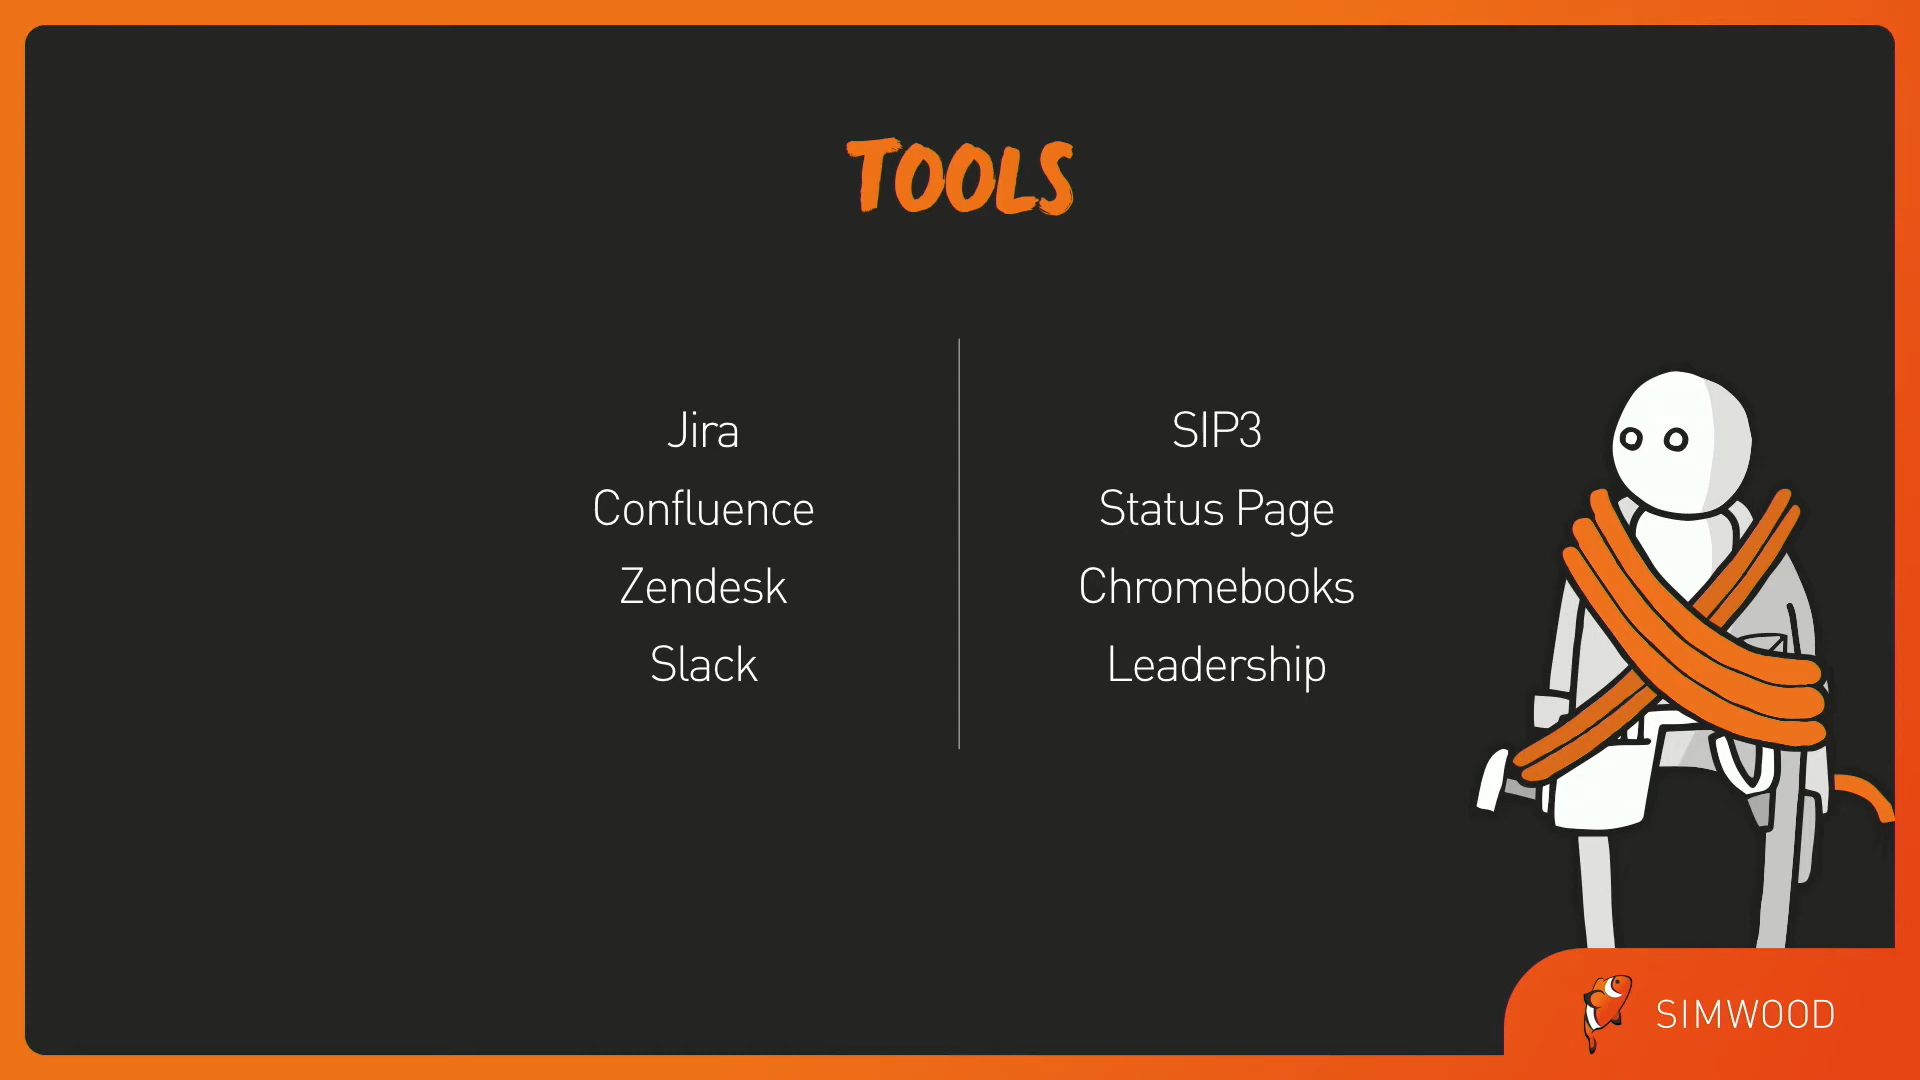 TOOLS
Jira
Confluence
Zendesk
Slack
SIP3
Status Page
Chromebooks
Leadership
SIMWOOD